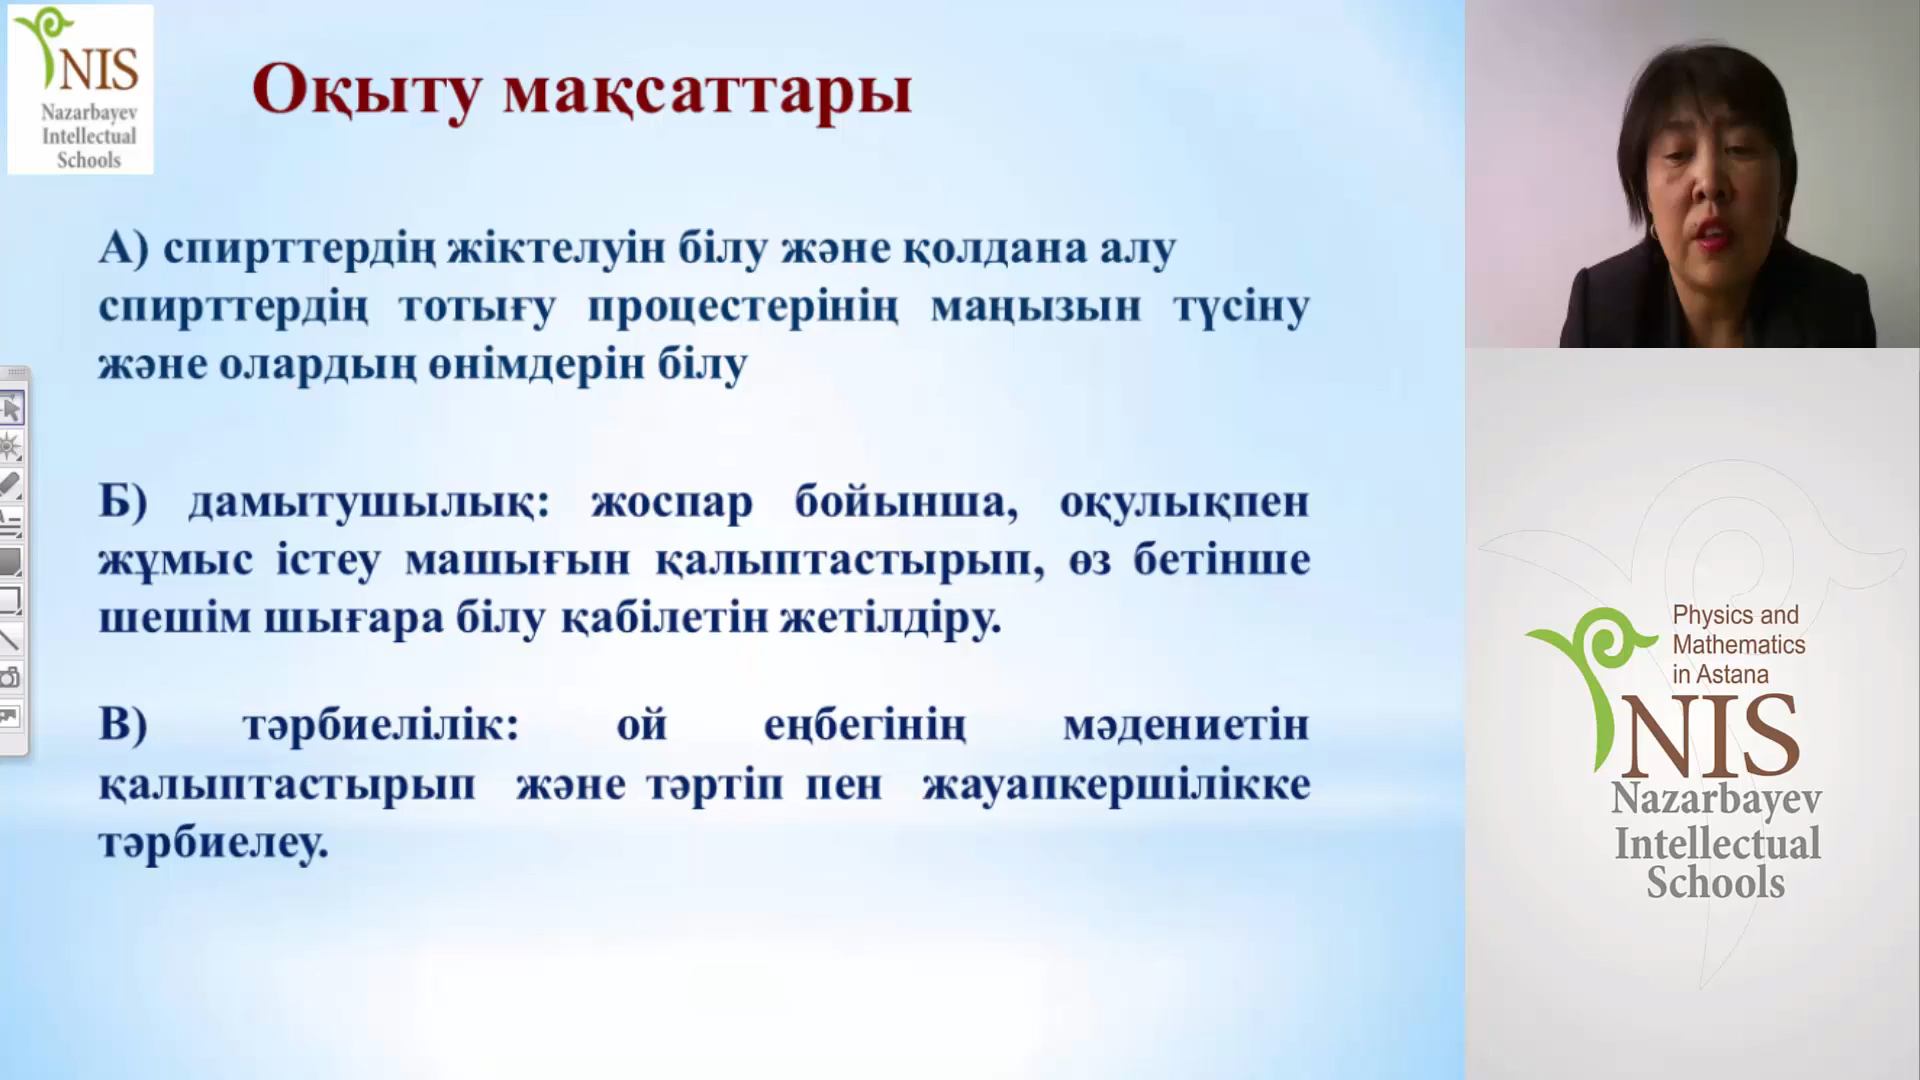 NIS
Nazarbayev
Intellectual
Schools
Оқыту мақсаттары
А) спирттердің жіктелуін білу және қолдана алу
спирттердің тотығу процестерінің маңызын түсіну
және олардың өнімдерін білу
Б) дамытушылық: жоспар бойынша, оқулықпен
жұмыс істеу машығын қалыптастырып, өз бетінше
шешім шығара білу қабілетін жетілдіру.
В) тәрбиелілік: ой еңбегінің мәдениетін
қалыптастырып және тәртіп пен жауапкершілікке
тәрбиелеу.
Physics and
Mathematics
in Astana
NIS
Nazarbayev
Intellectual
Schools